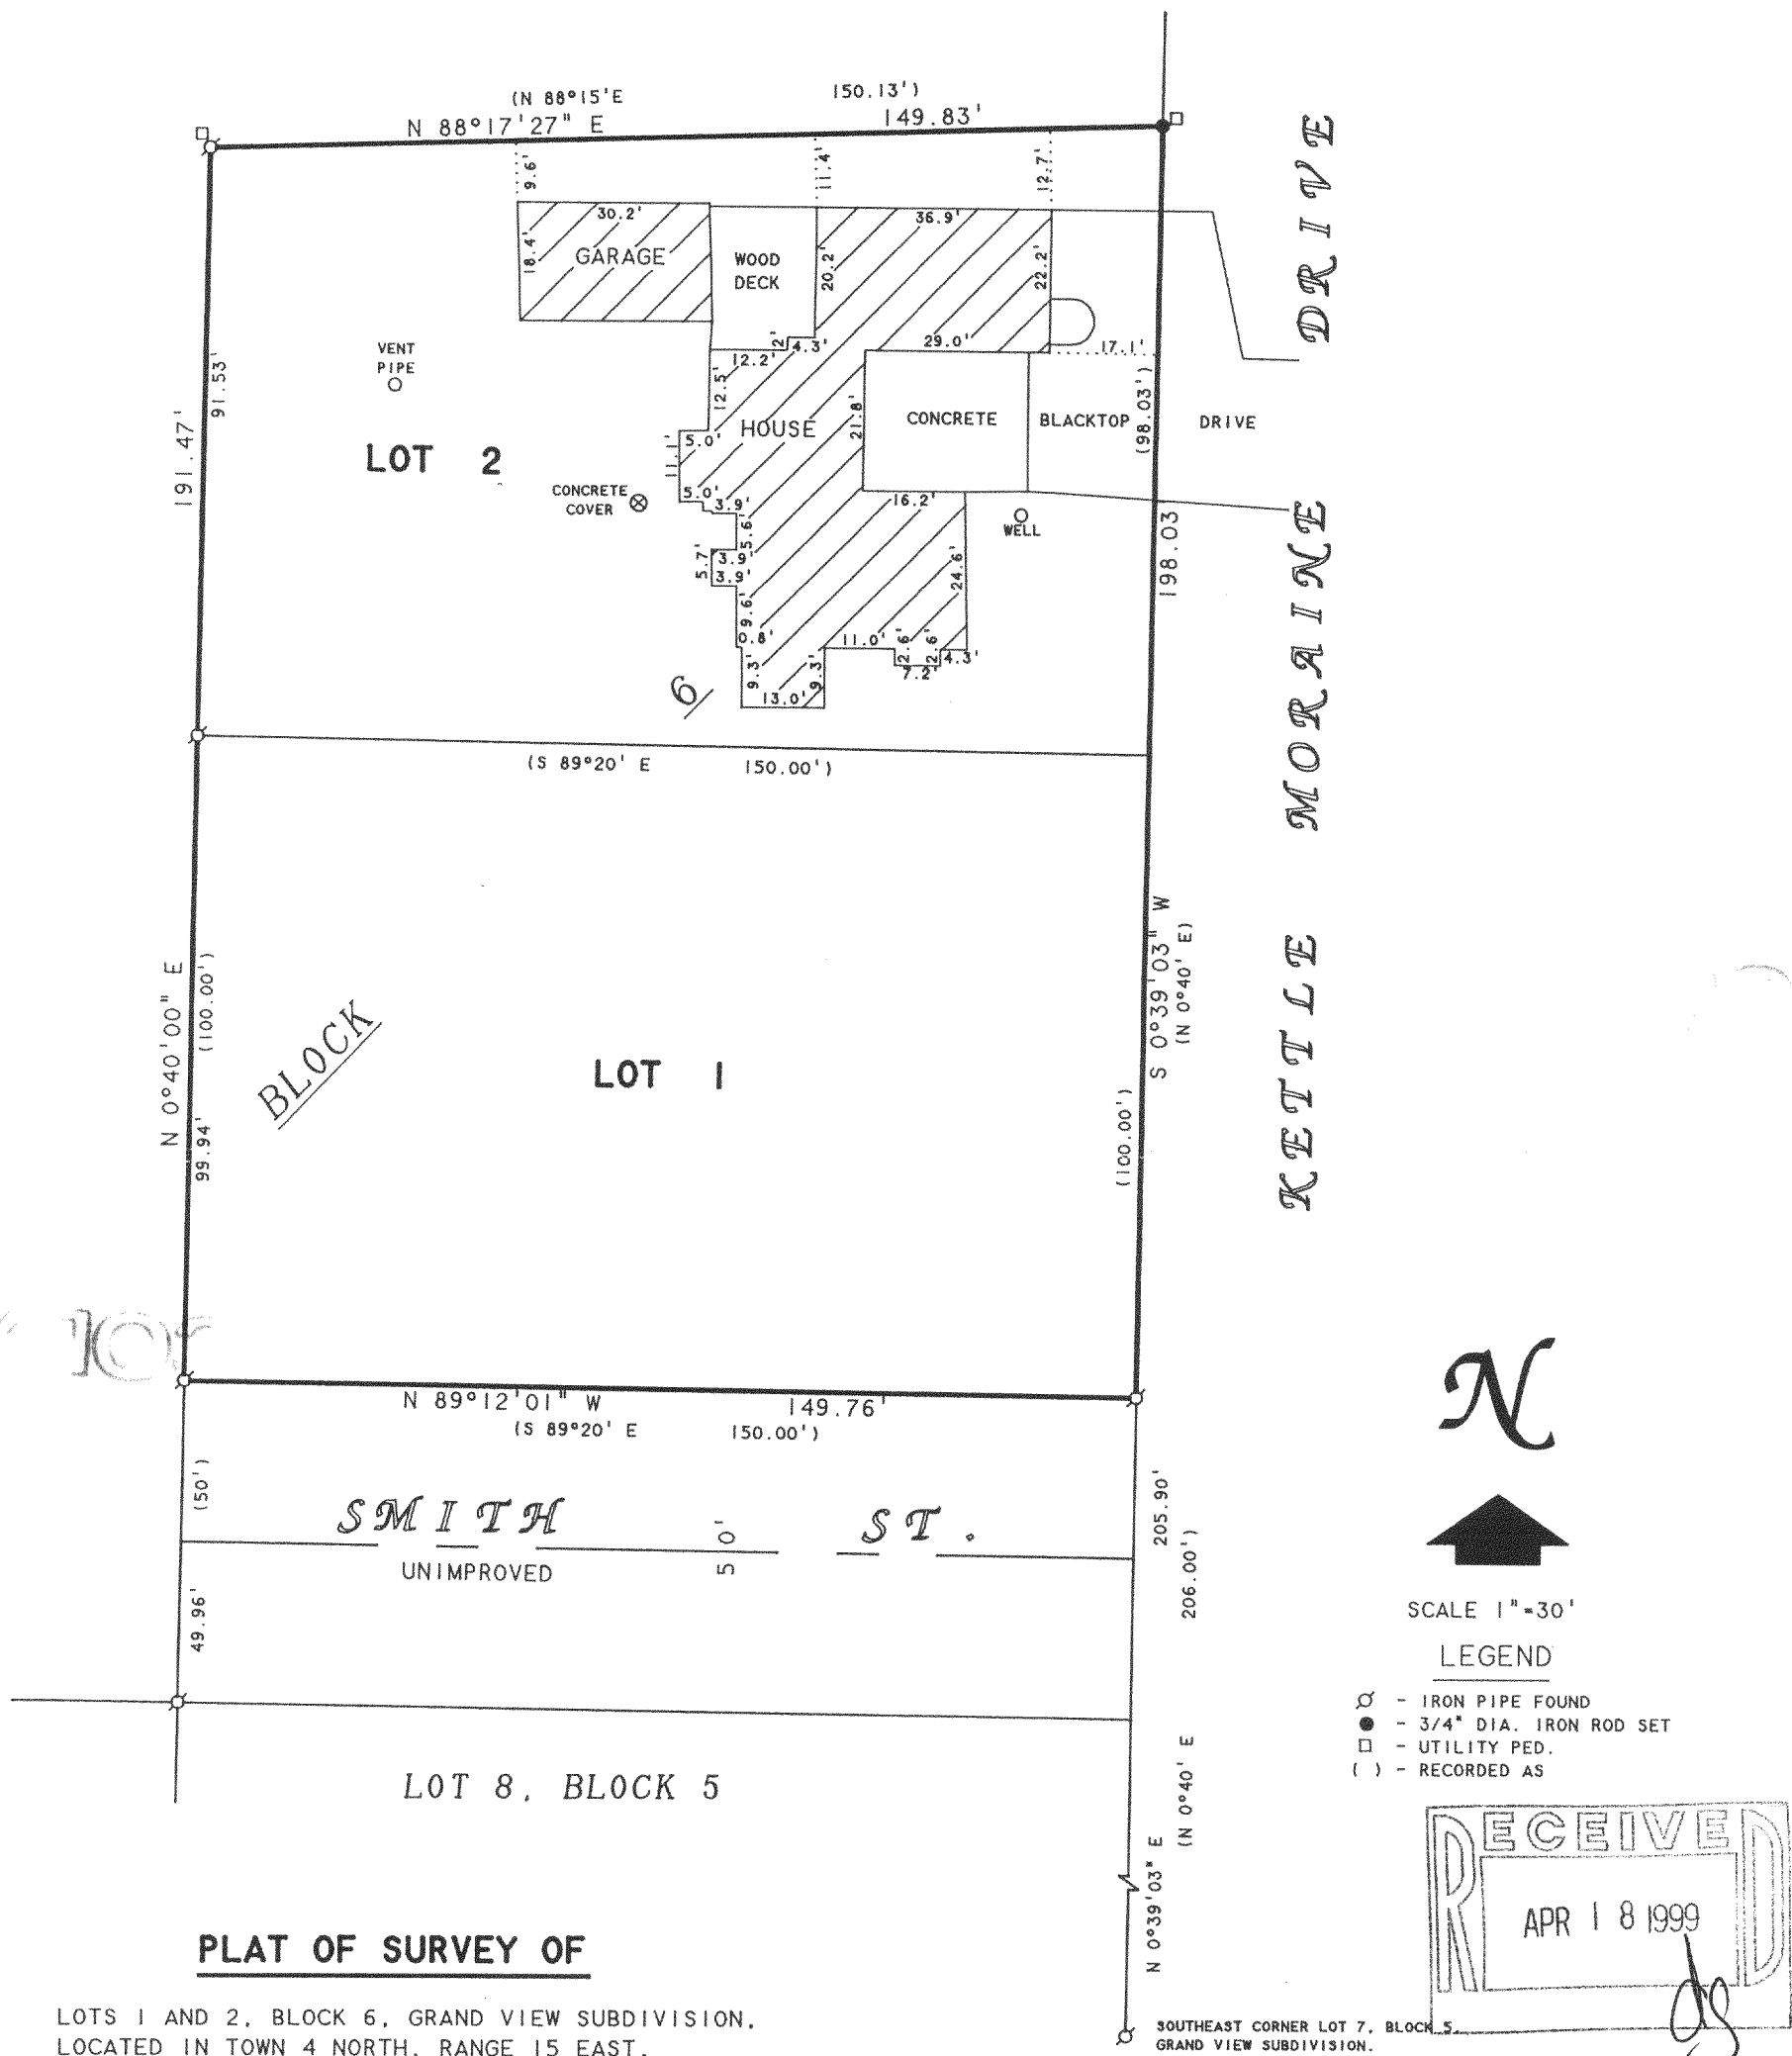 (N 88°15'E 150.13')
N 88°17'27" E 149.83'
9.6'
11.4'
12.7'
30.2'
36.9'
18.4'
GARAGE
WOOD
DECK
20.2'
22.2'
VENT
PIPE
2'
4.3'
12.2'
29.0'
17.1'
91.53'
191.47'
12.5'
HOUSE
21.8'
CONCRETE
BLACKTOP
(98.03')
DRIVE
LOT 2
11.1'
5.0'
5.0'
3.9'
CONCRETE
COVER
16.2'
WELL
198.03
5.6'
5.7'
3.9'
3.9'
9.6'
24.6'
0.8'
11.0'
2.6'
2.6'
4.3'
7.2'
9.3'
9.3'
13.0'
6
(S 89°20' E 150.00')
KETTLE MORAINE DRIVE
N 0°40'00" E
(100.00')
99.94'
BLOCK
LOT 1
S 0°39'03" W
(N 0°40' E)
(100.00')
N 89°12'01" W 149.76'
(S 89°20' E 150.00')
(50')
SMITH ST.
UNIMPROVED
50'
49.96'
205.90'
206.00')
N
SCALE 1"=30'
LEGEND
- IRON PIPE FOUND
- 3/4" DIA. IRON ROD SET
- UTILITY PED.
( ) - RECORDED AS
LOT 8, BLOCK 5
(N 0°40' E
N 0°39'03" E
RECEIVED
APR 18 1999
PLAT OF SURVEY OF
LOTS 1 AND 2, BLOCK 6, GRAND VIEW SUBDIVISION,
LOCATED IN TOWN 4 NORTH, RANGE 15 EAST,
SOUTHEAST CORNER LOT 7, BLOCK 5,
GRAND VIEW SUBDIVISION.